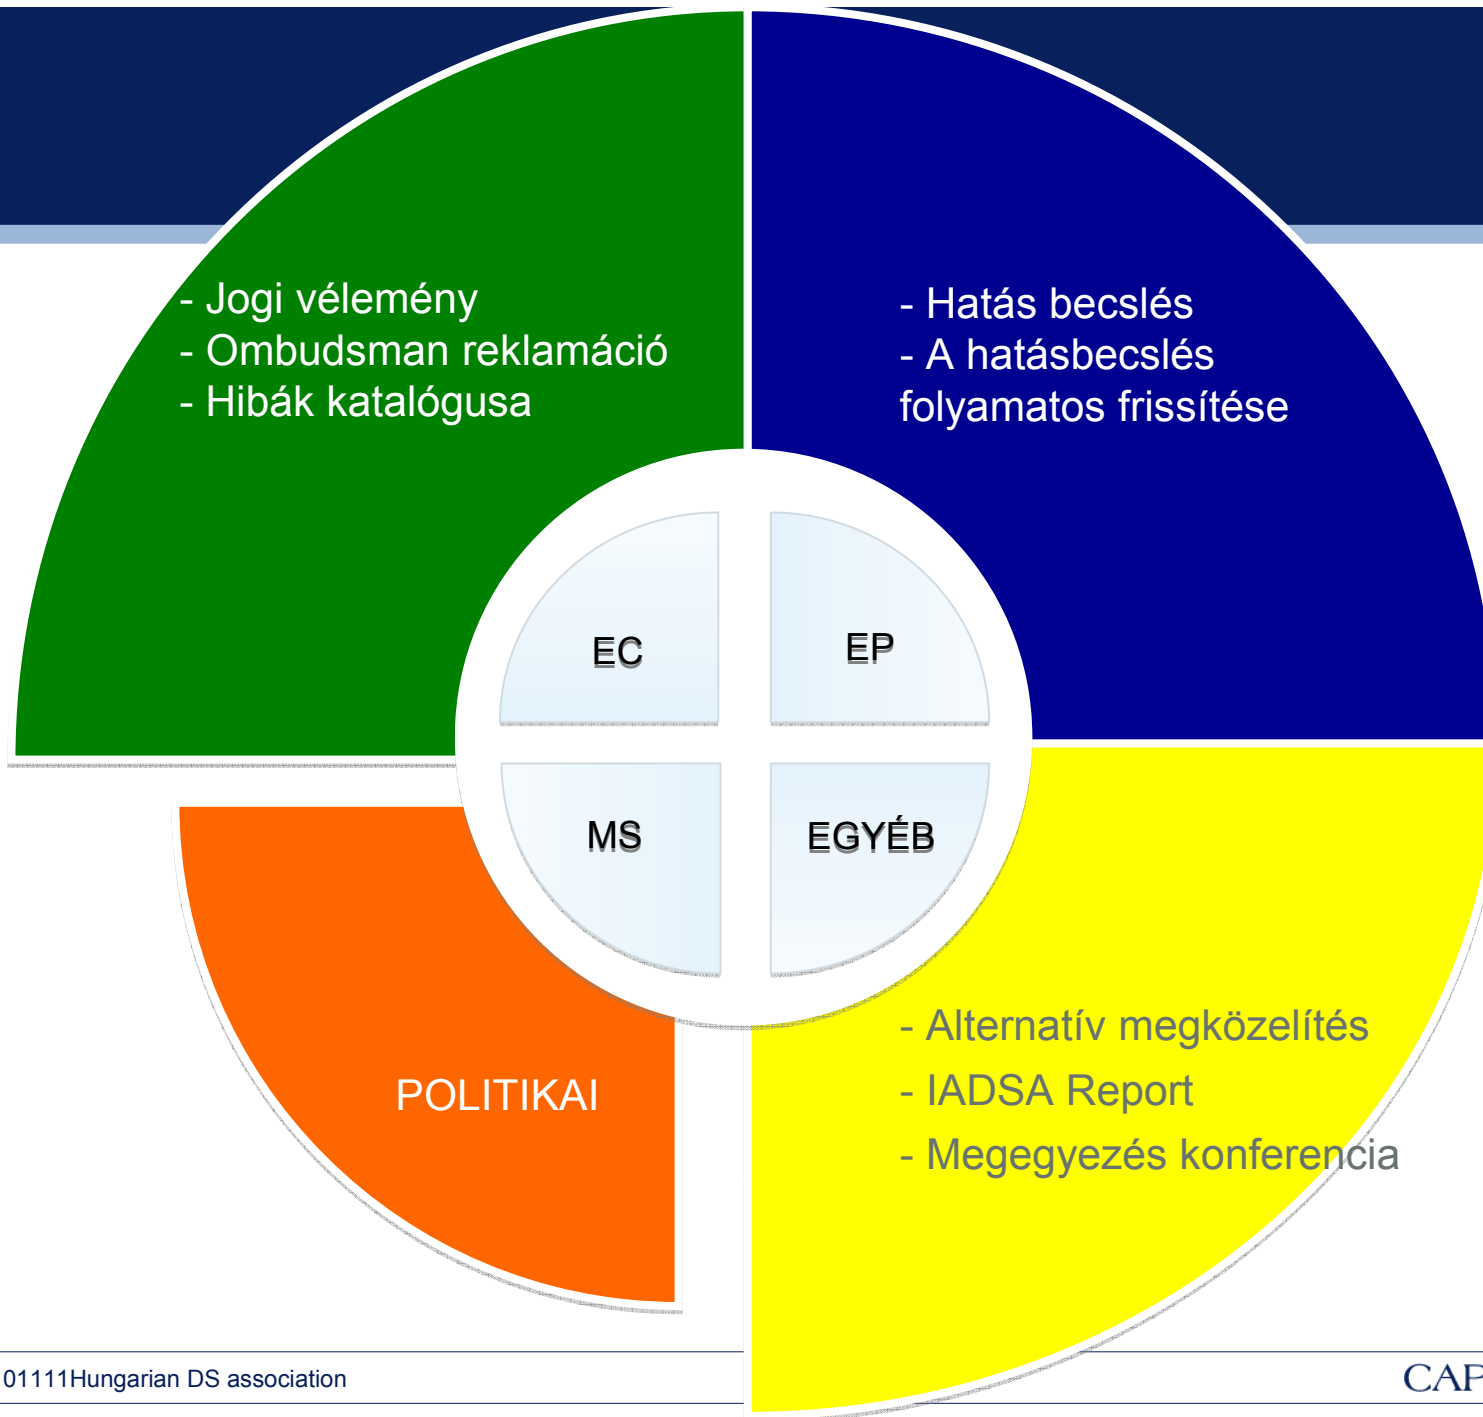 - Jogi vélemény
- Ombudsman reklamáció
- Hibák katalógusa
- Hatás becslés
- A hatásbecslés
folyamatos frissítése
EC
EP
MS
EGYÉB
POLITIKAI
- Alternatív megközelítés
- IADSA Report
- Megegyezés konferencia
01111Hungarian DS association
CAP